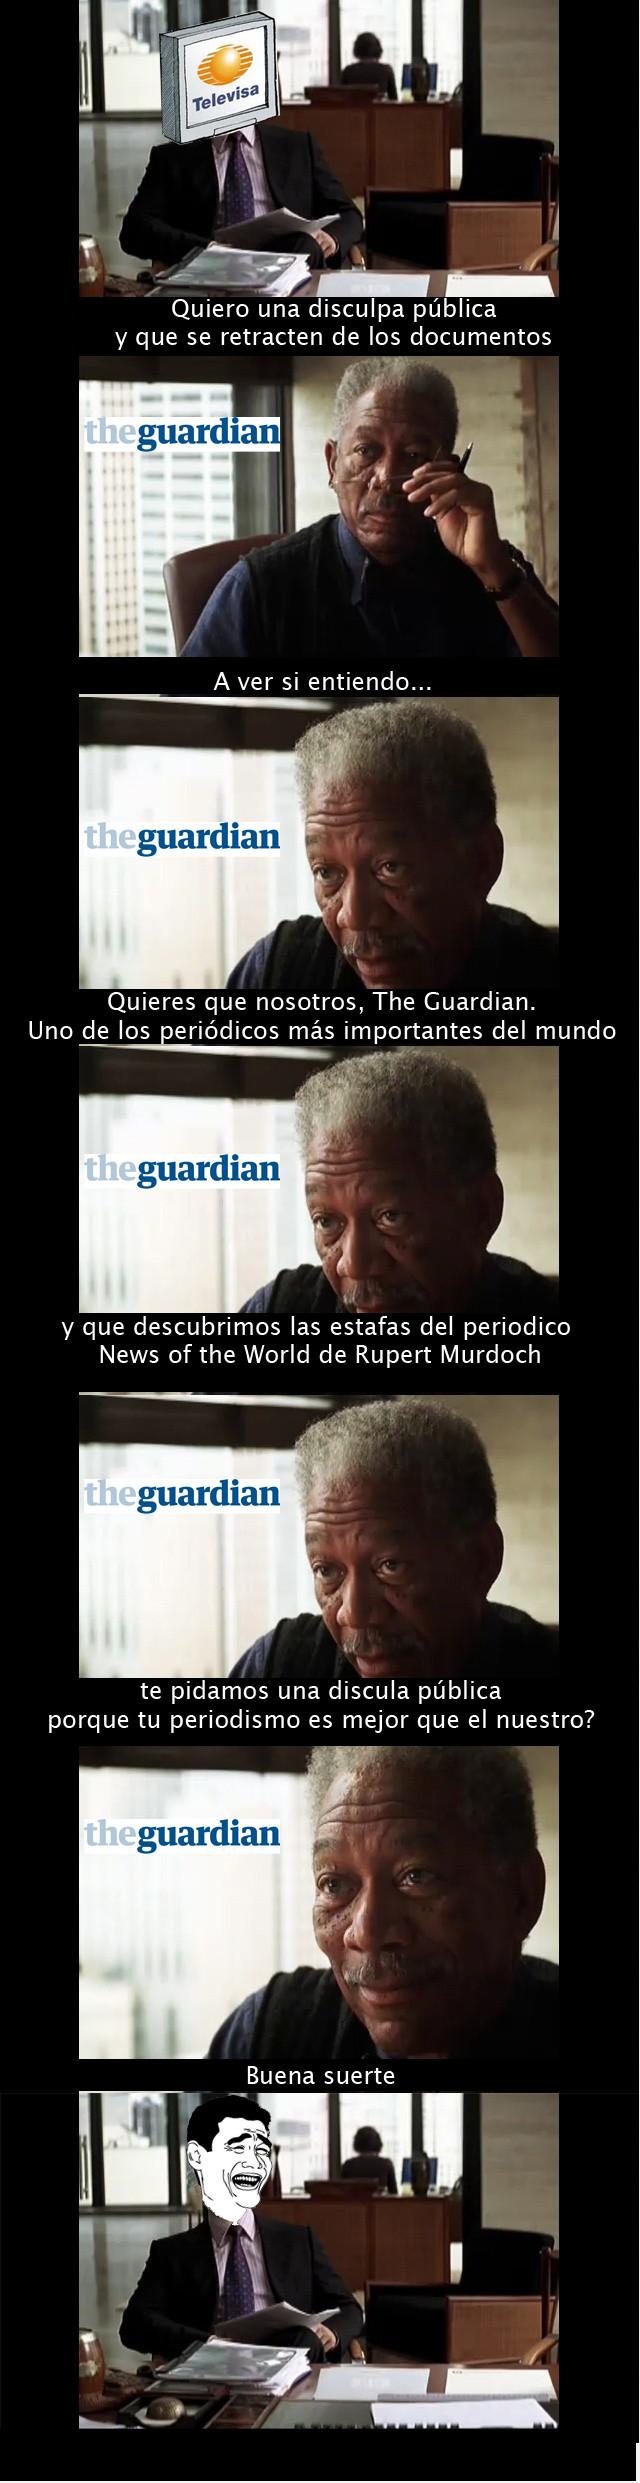 Televisa
Quiero una disculpa pública
y que se retracten de los documentos
theguardian
A ver si entiendo...
theguardian
Quieres que nosotros, The Guardian.
Uno de los periódicos más importantes del mundo
theguardian
y que descubrimos las estafas del periodico
News of the World de Rupert Murdoch
theguardian
te pidamos una discula pública
porque tu periodismo es mejor que el nuestro?
theguardian
Buena suerte